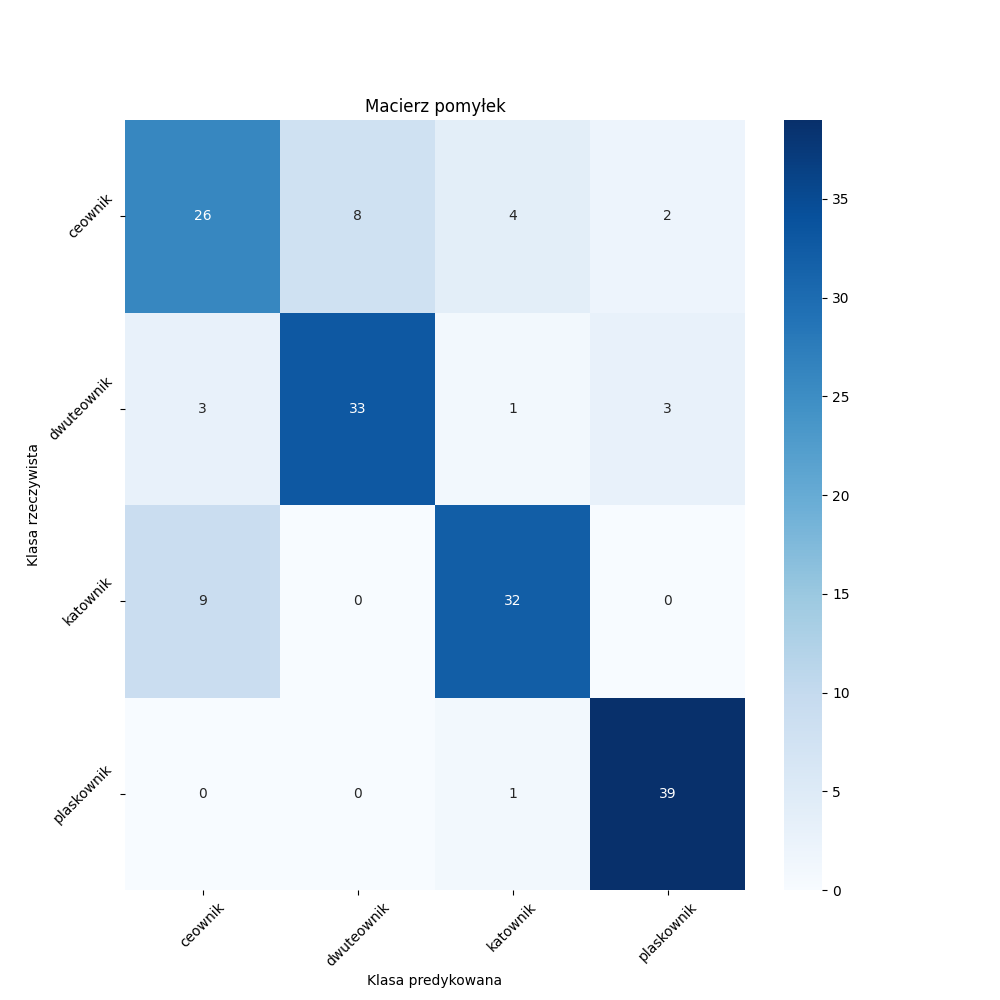 Macierz pomyłek
Klasa rzeczywista
ceownik
26 8 4 2
dwuteownik
3 33 1 3
katownik
9 0 32 0
plaskownik
0 0 1 39
ceownik dwuteownik katownik plaskownik
Klasa predykowana
35
30
25
20
15
10
5
0